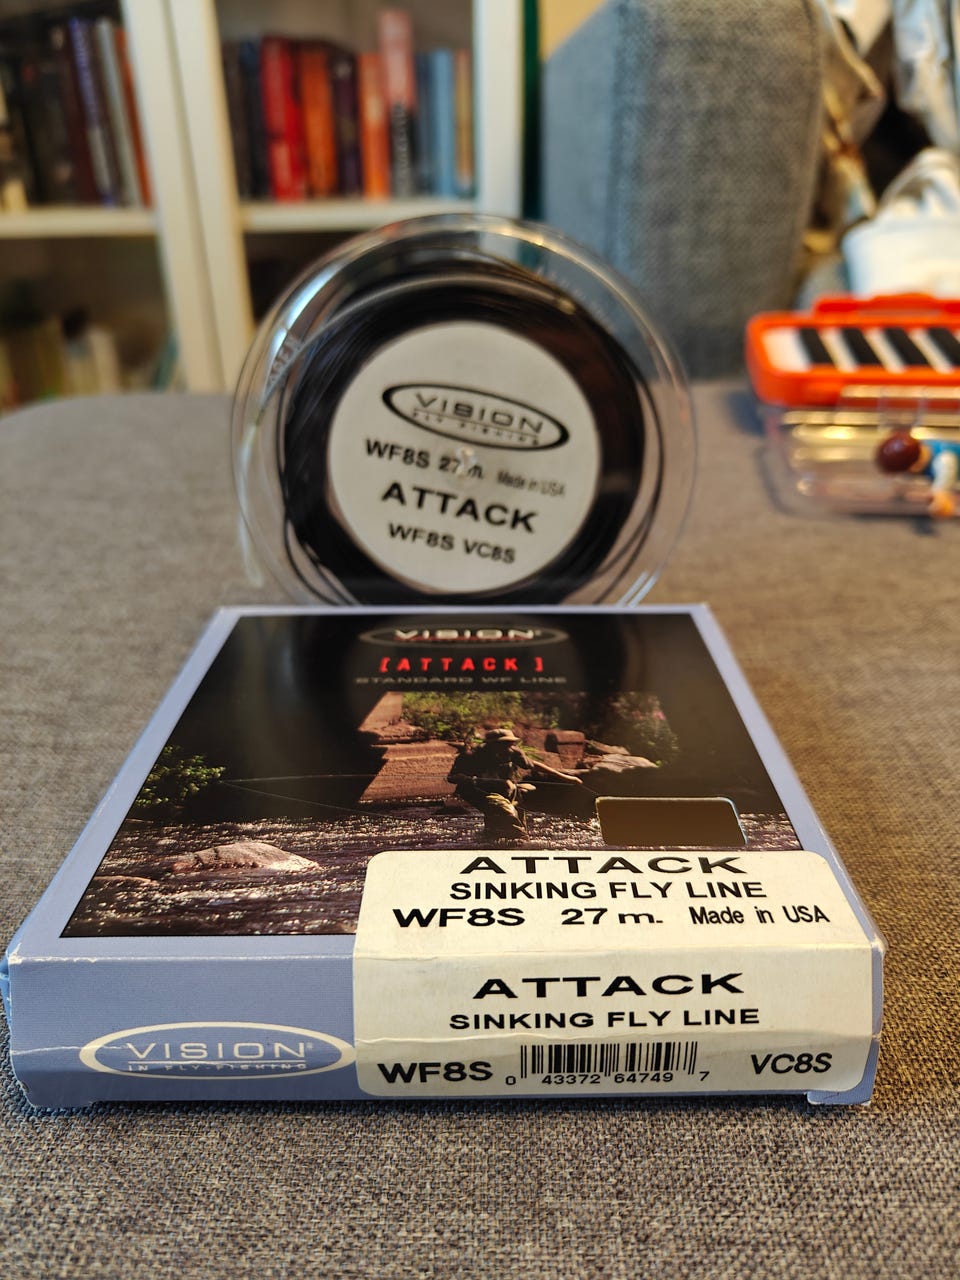 VISION
FLY FISHING
WF8S 27 m. Made in USA
ATTACK
WF8S VC8S
VISION
[ATTACK]
STANDARD WF LINE
ATTACK
SINKING FLY LINE
WF8S 27 m. Made in USA
ATTACK
SINKING FLY LINE
VISION®
IN FLY-FISHING
WF8S 0 43372 64749 7 VC8S